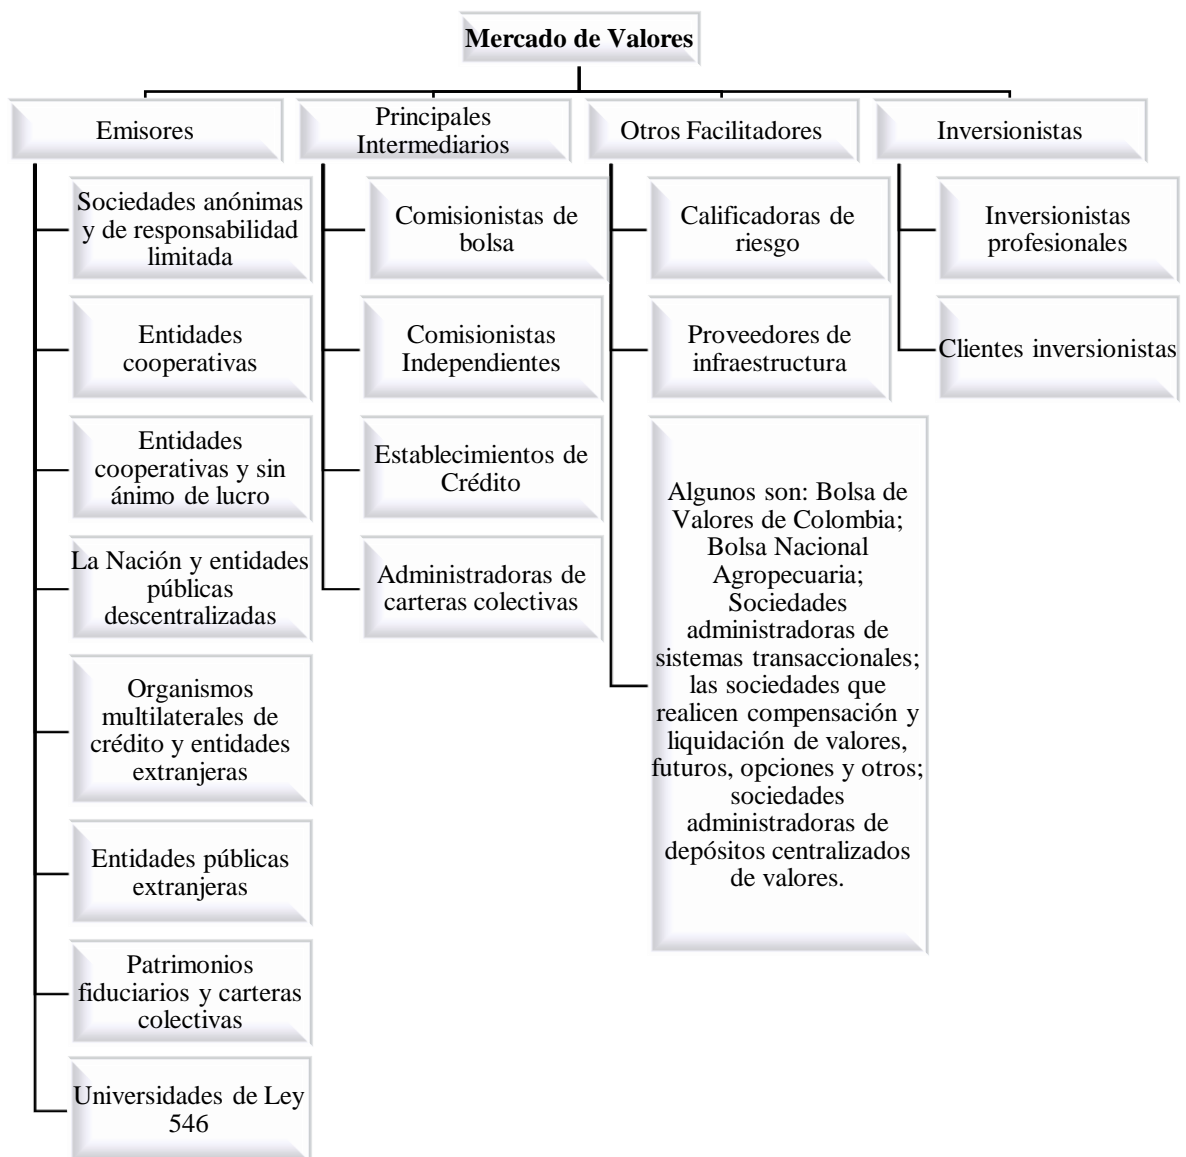 Mercado de Valores
Emisores
Sociedades anónimas
y de responsabilidad
limitada
Entidades
cooperativas
Entidades
cooperativas y sin
ánimo de lucro
La Nación y entidades
públicas
descentralizadas
Organismos
multilaterales de
crédito y entidades
extranjeras
Entidades públicas
extranjeras
Patrimonios
fiduciarios y carteras
colectivas
Universidades de Ley
546
Principales
Intermediarios
Comisionistas de
bolsa
Comisionistas
Independientes
Establecimientos de
Crédito
Administradoras de
carteras colectivas
Otros Facilitadores
Calificadoras de
riesgo
Proveedores de
infraestructura
Algunos son: Bolsa de
Valores de Colombia;
Bolsa Nacional
Agropecuaria;
Sociedades
administradoras de
sistemas transaccionales;
las sociedades que
realicen compensación y
liquidación de valores,
futuros, opciones y otros;
sociedades
administradoras de
depósitos centralizados
de valores.
Inversionistas
Inversionistas
profesionales
Clientes inversionistas